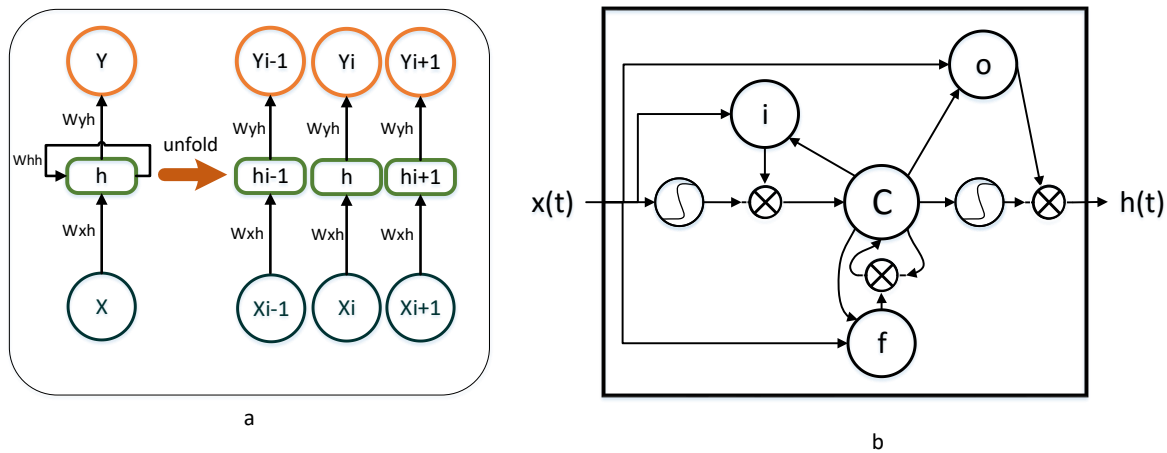 Y
Yi-1
Yi
Yi+1
Wyh
Wyh
Wyh
Wyh
Whh
unfold
h
hi-1
h
hi+1
Wxh
Wxh
Wxh
Wxh
X
Xi-1
Xi
Xi+1
a
o
i
x(t)
C
h(t)
f
b